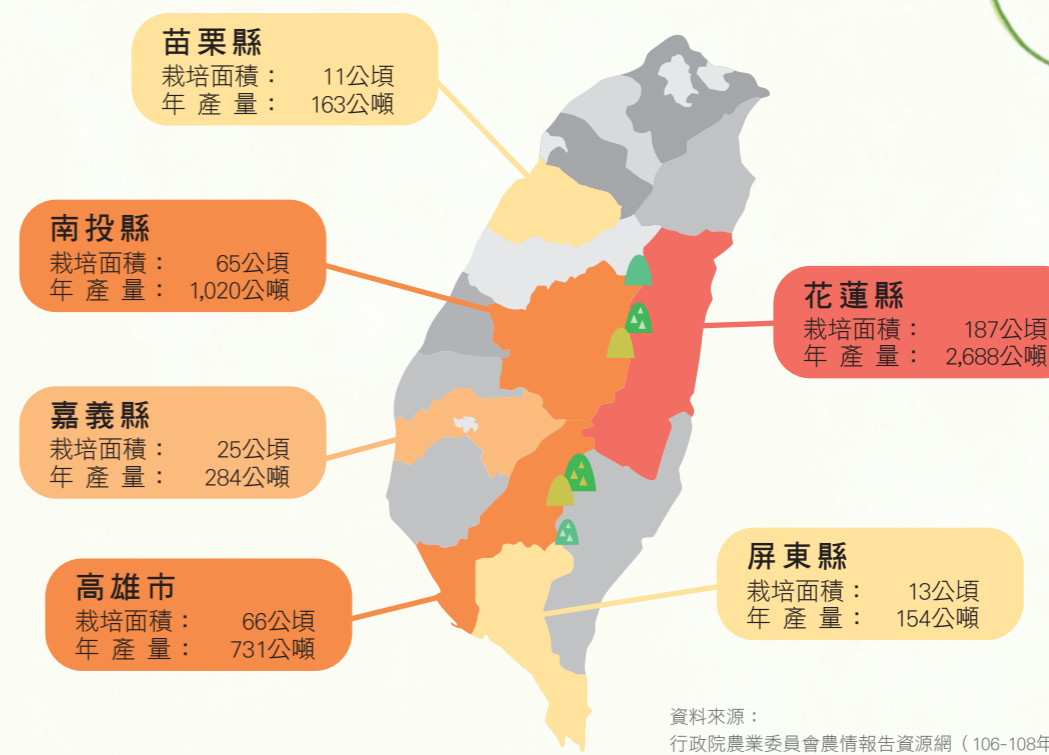 苗栗縣
栽培面積： 11公頃
年產量： 163公噸
南投縣
栽培面積： 65公頃
年產量： 1,020公噸
花蓮縣
栽培面積： 187公頃
年產量： 2,688公噸
嘉義縣
栽培面積： 25公頃
年產量： 284公噸
高雄市
栽培面積： 66公頃
年產量： 731公噸
屏東縣
栽培面積： 13公頃
年產量： 154公噸
資料來源：
行政院農業委員會農情報告資源網（106-108年